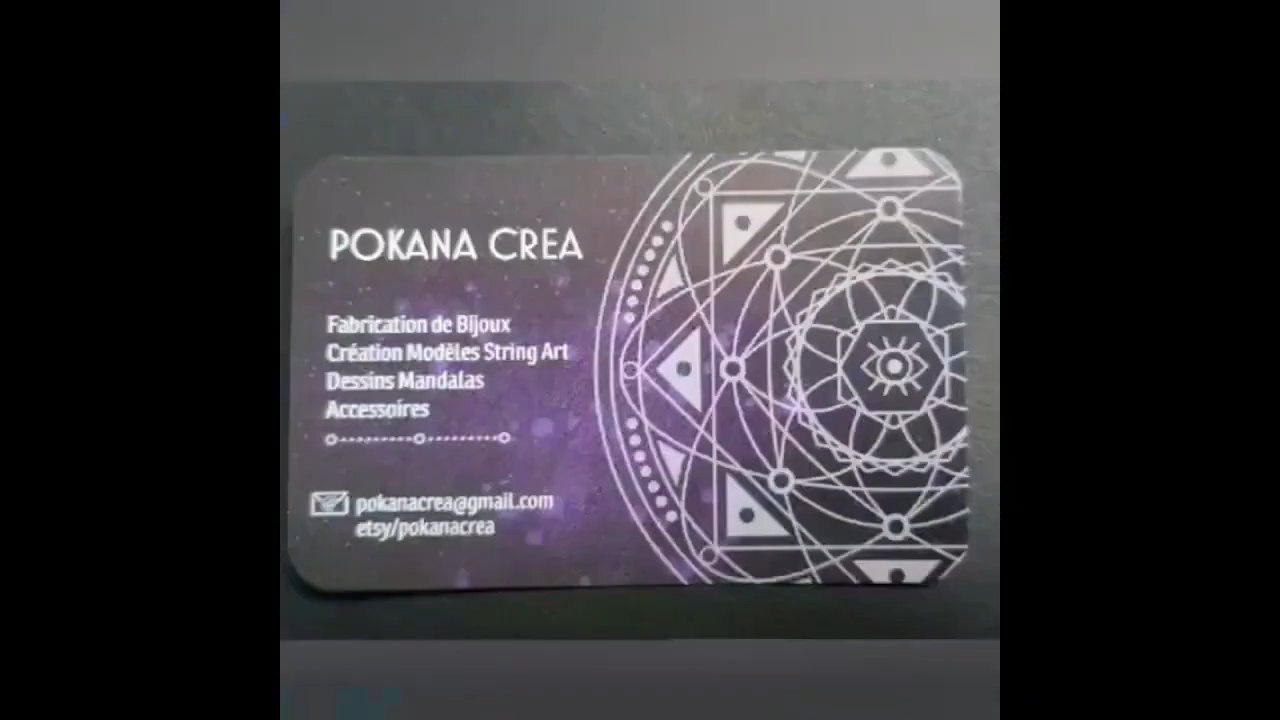 POKANA CREA
Fabrication de Bijoux
Création Modèles String Art
Dessins Mandalas
Accessoires
pokanacrea@gmail.com
etsy/pokanacrea